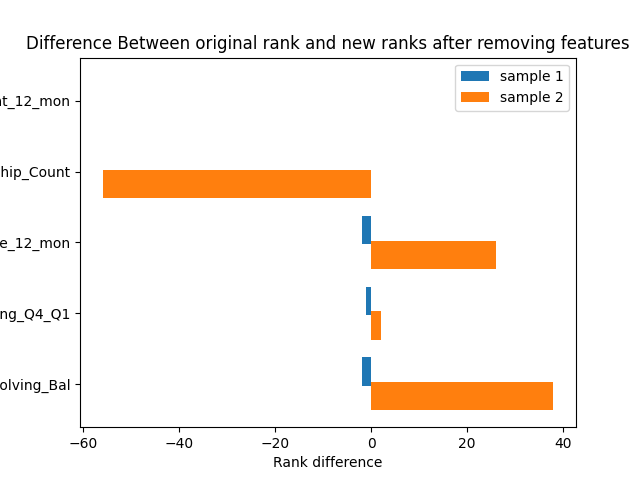 Difference Between original rank and new ranks after removing features
sample 1
sample 2
t_12_mon
hip_Count
e_12_mon
ng_Q4_Q1
olving_Bal
−60
−40
−20
0
20
40
Rank difference